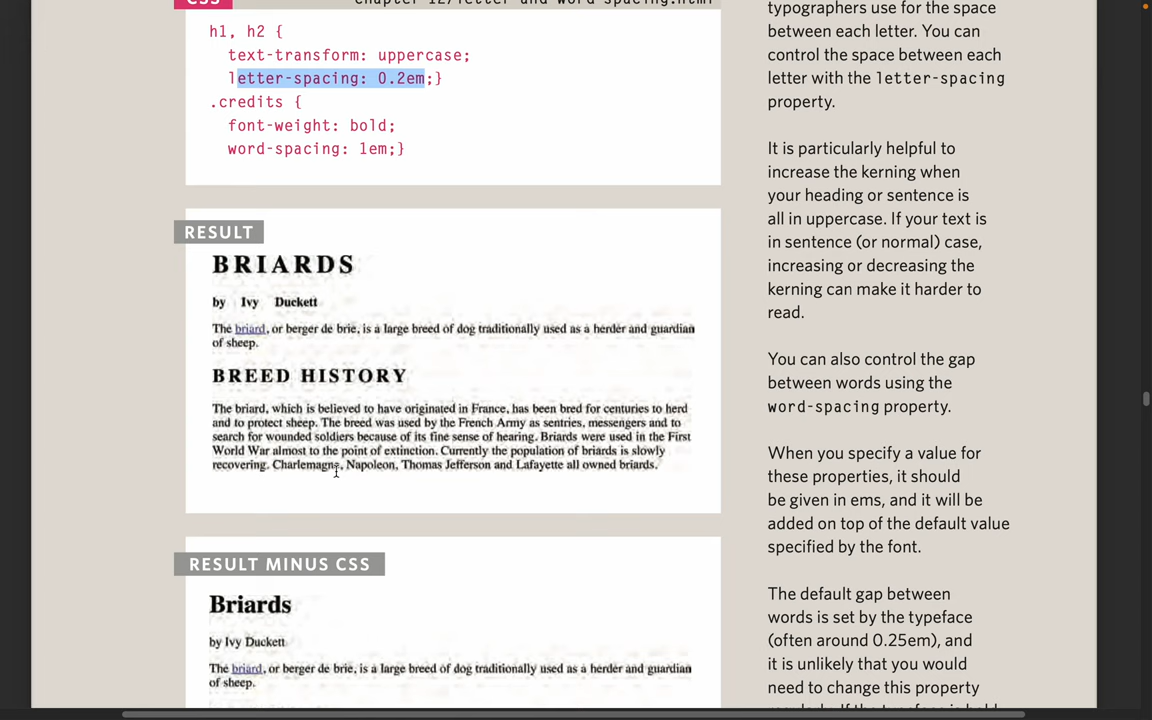 CSS
chapter-12/letter-and-word-spacing.html
h1, h2 {
text-transform: uppercase;
letter-spacing: 0.2em;}
.credits {
font-weight: bold;
word-spacing: 1em;}
RESULT
BRIARDS
by Ivy Duckett
The briard, or berger de brie, is a large breed of dog traditionally used as a herder and guardian
of sheep.
BREED HISTORY
The briard, which is believed to have originated in France, has been bred for centuries to herd
and to protect sheep. The breed was used by the French Army as sentries, messengers and to
search for wounded soldiers because of its fine sense of hearing. Briards were used in the First
World War almost to the point of extinction. Currently the population of briards is slowly
recovering. Charlemagne, Napoleon, Thomas Jefferson and Lafayette all owned briards.
RESULT MINUS CSS
Briards
by Ivy Duckett
The briard, or berger de brie, is a large breed of dog traditionally used as a herder and guardian
of sheep.
typographers use for the space
between each letter. You can
control the space between each
letter with the letter-spacing
property.
It is particularly helpful to
increase the kerning when
your heading or sentence is
all in uppercase. If your text is
in sentence (or normal) case,
increasing or decreasing the
kerning can make it harder to
read.
You can also control the gap
between words using the
word-spacing property.
When you specify a value for
these properties, it should
be given in ems, and it will be
added on top of the default value
specified by the font.
The default gap between
words is set by the typeface
(often around 0.25em), and
it is unlikely that you would
need to change this property